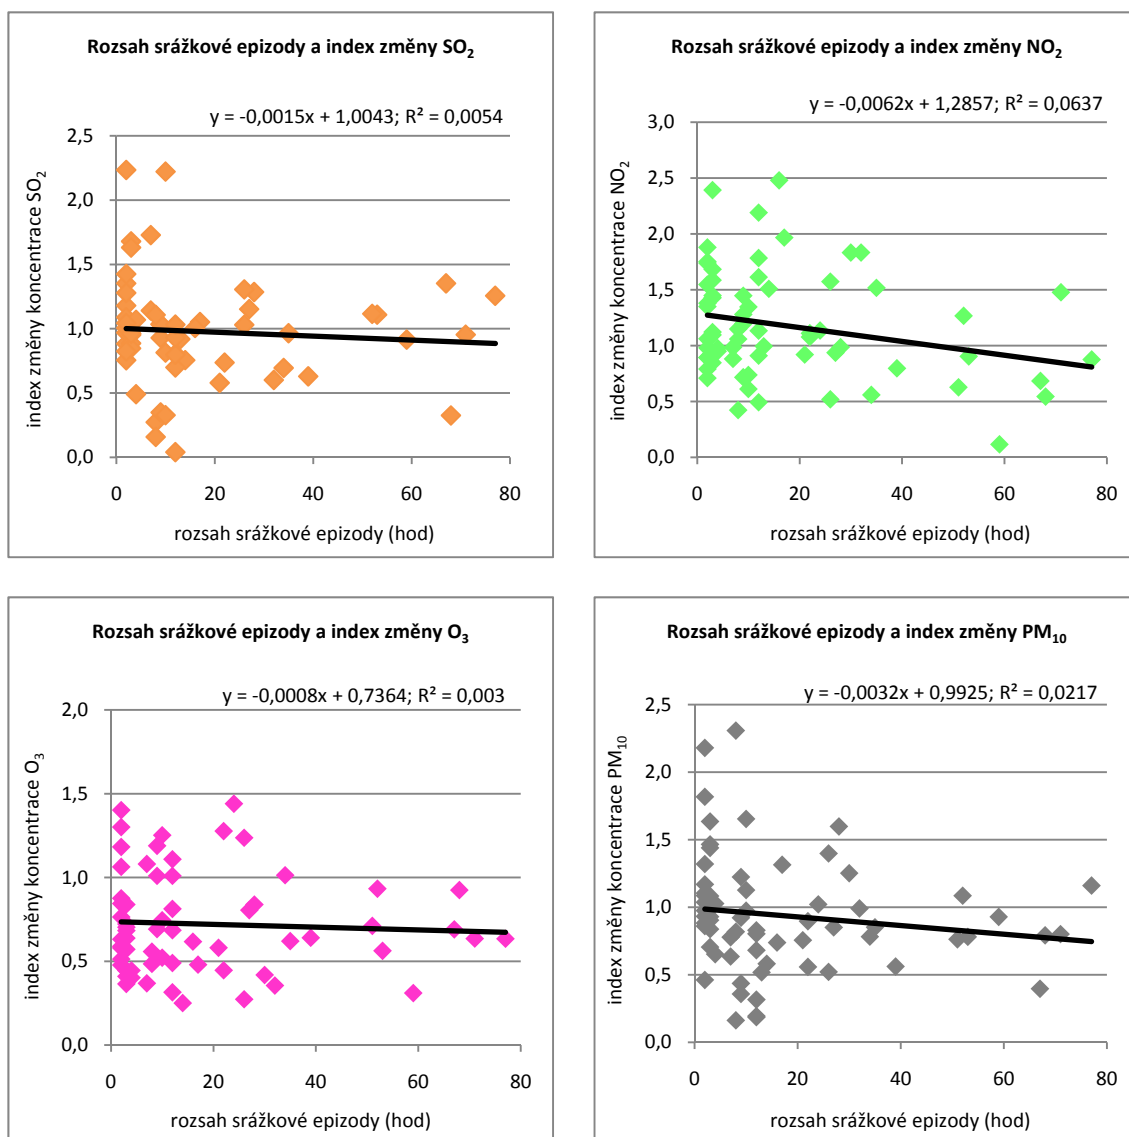 Rozsah srážkové epizody a index změny SO₂
y = -0,0015x + 1,0043; R² = 0,0054
index změny koncentrace SO₂
2,5
2,0
1,5
1,0
0,5
0,0
0 20 40 60 80
rozsah srážkové epizody (hod)
Rozsah srážkové epizody a index změny NO₂
y = -0,0062x + 1,2857; R² = 0,0637
index změny koncentrace NO₂
3,0
2,5
2,0
1,5
1,0
0,5
0,0
0 20 40 60 80
rozsah srážkové epizody (hod)
Rozsah srážkové epizody a index změny O₃
y = -0,0008x + 0,7364; R² = 0,003
index změny koncentrace O₃
2,0
1,5
1,0
0,5
0,0
0 20 40 60 80
rozsah srážkové epizody (hod)
Rozsah srážkové epizody a index změny PM₁₀
y = -0,0032x + 0,9925; R² = 0,0217
index změny koncentrace PM₁₀
2,5
2,0
1,5
1,0
0,5
0,0
0 20 40 60 80
rozsah srážkové epizody (hod)